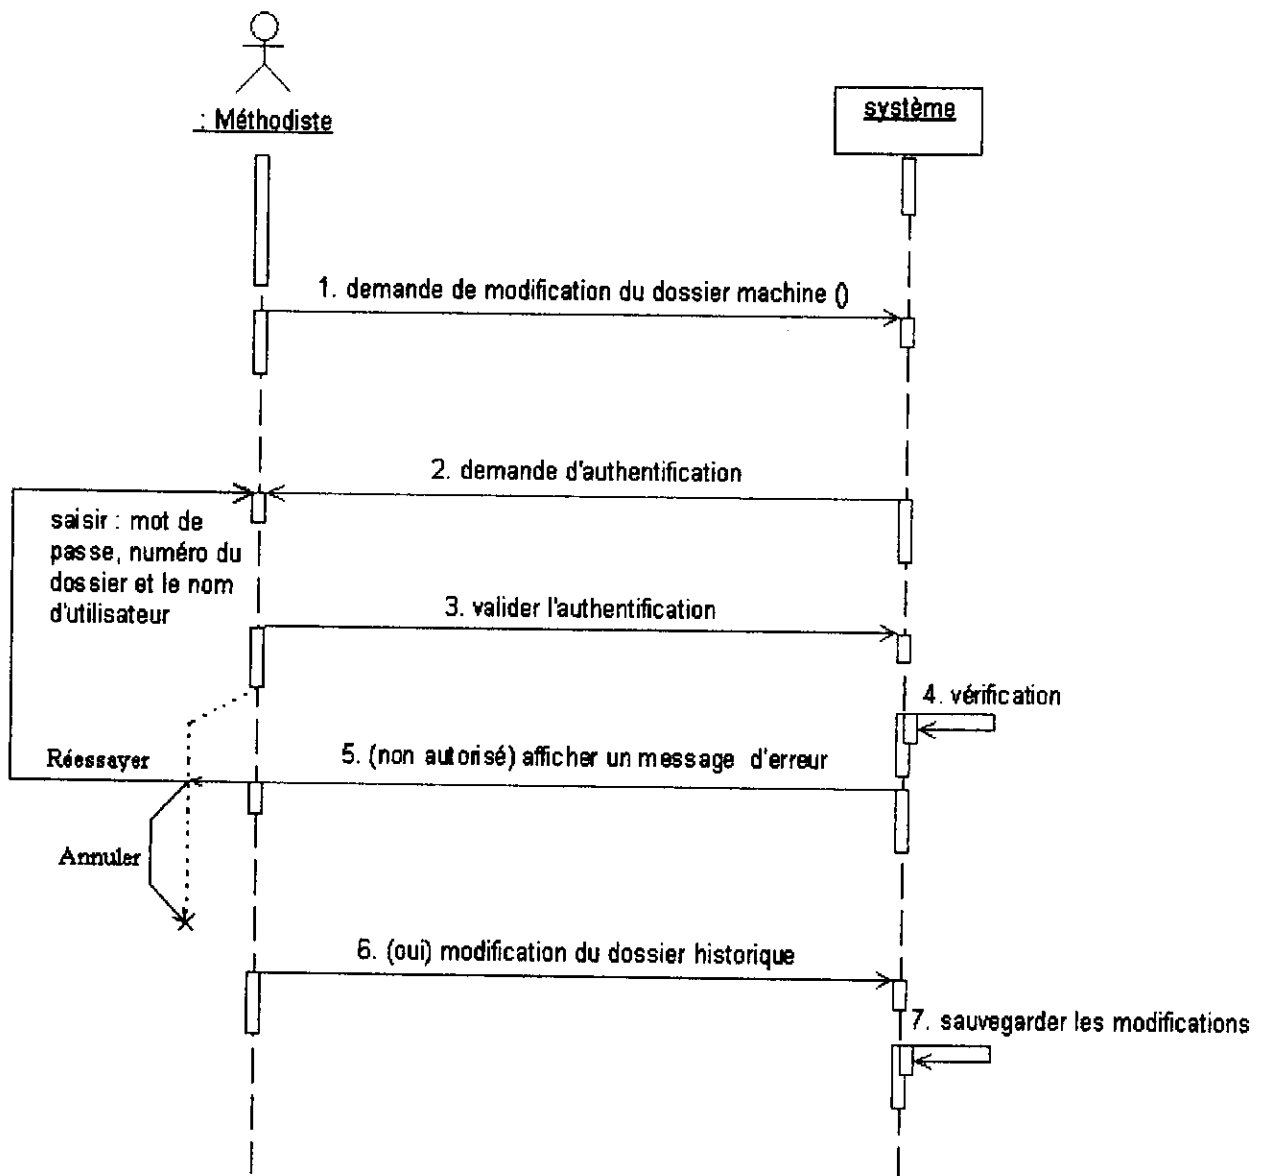 : Méthodiste
système
1. demande de modification du dossier machine ()
2. demande d'authentification
saisir : mot de
passe, numéro du
dossier et le nom
d'utilisateur
3. valider l'authentification
4. vérification
5. (non autorisé) afficher un message d'erreur
Réessayer
Annuler
6. (oui) modification du dossier historique
7. sauvegarder les modifications